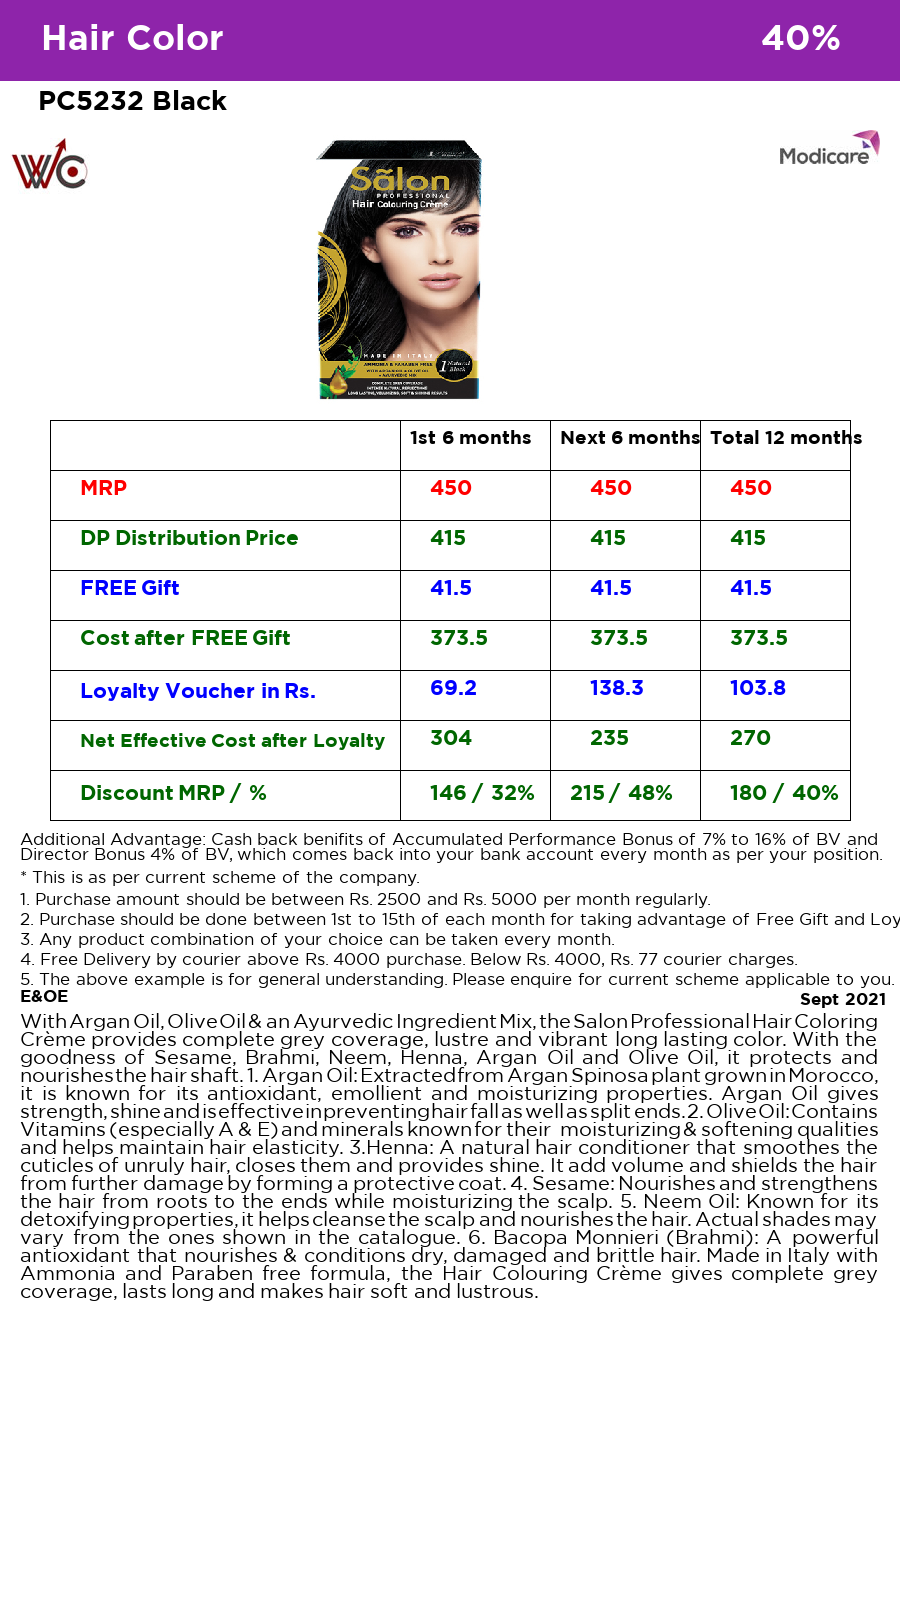 Hair Color 40%
PC5232 Black
WC
Modicare
Sãlon
PROFESSIONAL
Hair Colouring Crème
MADE IN ITALY
AMMONIA & PARABEN FREE
1 Natural
Black
COMPLETE GREY COVERAGE
INTENSE NATURAL REFLECTIONS
LONG LASTING, VOLUMIZING, SOFT & SHINING RESULTS
1st 6 months Next 6 months Total 12 months
MRP 450 450 450
DP Distribution Price 415 415 415
FREE Gift 41.5 41.5 41.5
Cost after FREE Gift 373.5 373.5 373.5
Loyalty Voucher in Rs. 69.2 138.3 103.8
Net Effective Cost after Loyalty 304 235 270
Discount MRP / % 146 / 32% 215 / 48% 180 / 40%
Additional Advantage: Cash back benifits of Accumulated Performance Bonus of 7% to 16% of BV and
Director Bonus 4% of BV, which comes back into your bank account every month as per your position.
* This is as per current scheme of the company.
1. Purchase amount should be between Rs. 2500 and Rs. 5000 per month regularly.
2. Purchase should be done between 1st to 15th of each month for taking advantage of Free Gift and Loy
3. Any product combination of your choice can be taken every month.
4. Free Delivery by courier above Rs. 4000 purchase. Below Rs. 4000, Rs. 77 courier charges.
5. The above example is for general understanding. Please enquire for current scheme applicable to you.
E&OE Sept 2021
With Argan Oil, Olive Oil & an Ayurvedic Ingredient Mix, the Salon Professional Hair Coloring
Crème provides complete grey coverage, lustre and vibrant long lasting color. With the
goodness of Sesame, Brahmi, Neem, Henna, Argan Oil and Olive Oil, it protects and
nourishes the hair shaft. 1. Argan Oil: Extracted from Argan Spinosa plant grown in Morocco,
it is known for its antioxidant, emollient and moisturizing properties. Argan Oil gives
strength, shine and is effective in preventing hair fall as well as split ends. 2. Olive Oil: Contains
Vitamins (especially A & E) and minerals known for their moisturizing & softening qualities
and helps maintain hair elasticity. 3.Henna: A natural hair conditioner that smoothes the
cuticles of unruly hair, closes them and provides shine. It add volume and shields the hair
from further damage by forming a protective coat. 4. Sesame: Nourishes and strengthens
the hair from roots to the ends while moisturizing the scalp. 5. Neem Oil: Known for its
detoxifying properties, it helps cleanse the scalp and nourishes the hair. Actual shades may
vary from the ones shown in the catalogue. 6. Bacopa Monnieri (Brahmi): A powerful
antioxidant that nourishes & conditions dry, damaged and brittle hair. Made in Italy with
Ammonia and Paraben free formula, the Hair Colouring Crème gives complete grey
coverage, lasts long and makes hair soft and lustrous.